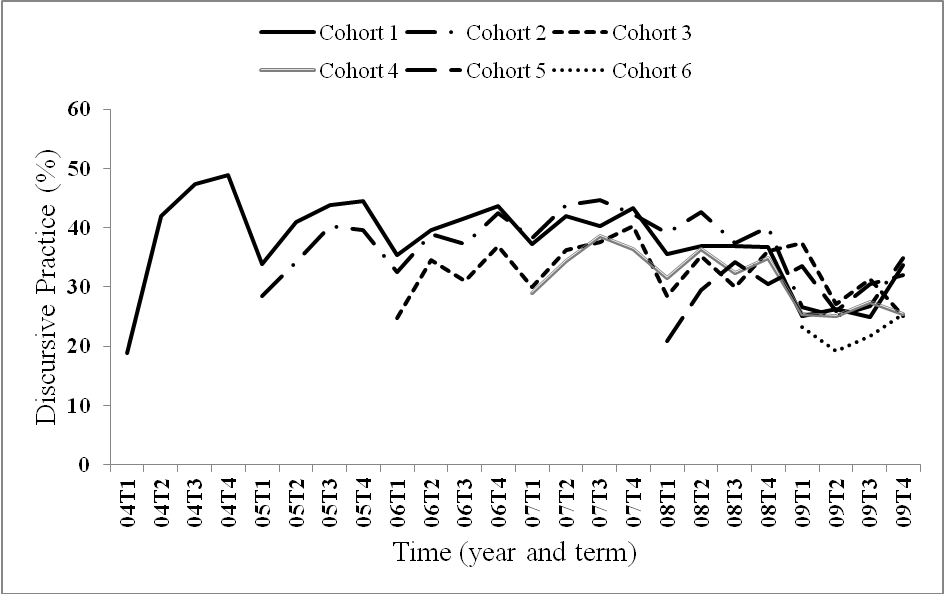 Cohort 1 Cohort 2 Cohort 3
Cohort 4 Cohort 5 Cohort 6
60
50
40
30
20
10
0
Discursive Practice (%)
04T1 04T2 04T3 04T4 05T1 05T2 05T3 05T4 06T1 06T2 06T3 06T4 07T1 07T2 07T3 07T4 08T1 08T2 08T3 08T4 09T1 09T2 09T3 09T4
Time (year and term)